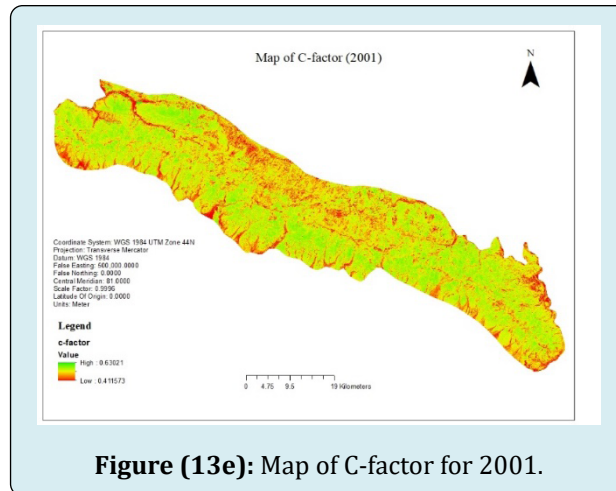 Map of C-factor (2001)
N
Coordinate System: WGS 1984 UTM Zone 44N
Projection: Transverse Mercator
Datum: WGS 1984
False Easting: 500,000.0000
False Northing: 0.0000
Central Meridian: 81.0000
Scale Factor: 0.9996
Latitude Of Origin: 0.0000
Units: Meter
Legend
c-factor
Value
High : 0.63021
Low : 0.411573
0 4.75 9.5 19 Kilometers
Figure (13e): Map of C-factor for 2001.